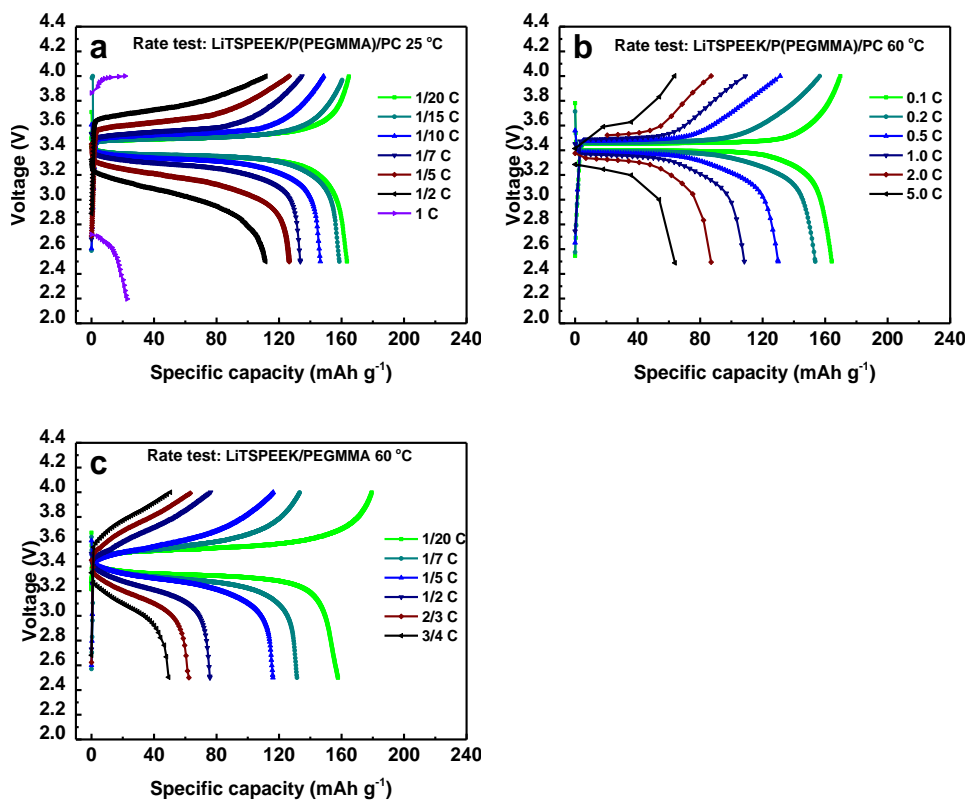 a
Rate test: LiTSPEEK/P(PEGMMA)/PC 25 °C
4.4
4.2
4.0
3.8
3.6
3.4
3.2
3.0
2.8
2.6
2.4
2.2
2.0
Voltage (V)
1/20 C
1/15 C
1/10 C
1/7 C
1/5 C
1/2 C
1 C
0 40 80 120 160 200 240
Specific capacity (mAh g⁻¹)
b
Rate test: LiTSPEEK/P(PEGMMA)/PC 60 °C
4.4
4.2
4.0
3.8
3.6
3.4
3.2
3.0
2.8
2.6
2.4
2.2
2.0
Voltage (V)
0.1 C
0.2 C
0.5 C
1.0 C
2.0 C
5.0 C
0 40 80 120 160 200 240
Specific capacity (mAh g⁻¹)
c
Rate test: LiTSPEEK/PEGMMA 60 °C
4.4
4.2
4.0
3.8
3.6
3.4
3.2
3.0
2.8
2.6
2.4
2.2
2.0
Voltage (V)
1/20 C
1/7 C
1/5 C
1/2 C
2/3 C
3/4 C
0 40 80 120 160 200 240
Specific capacity (mAh g⁻¹)